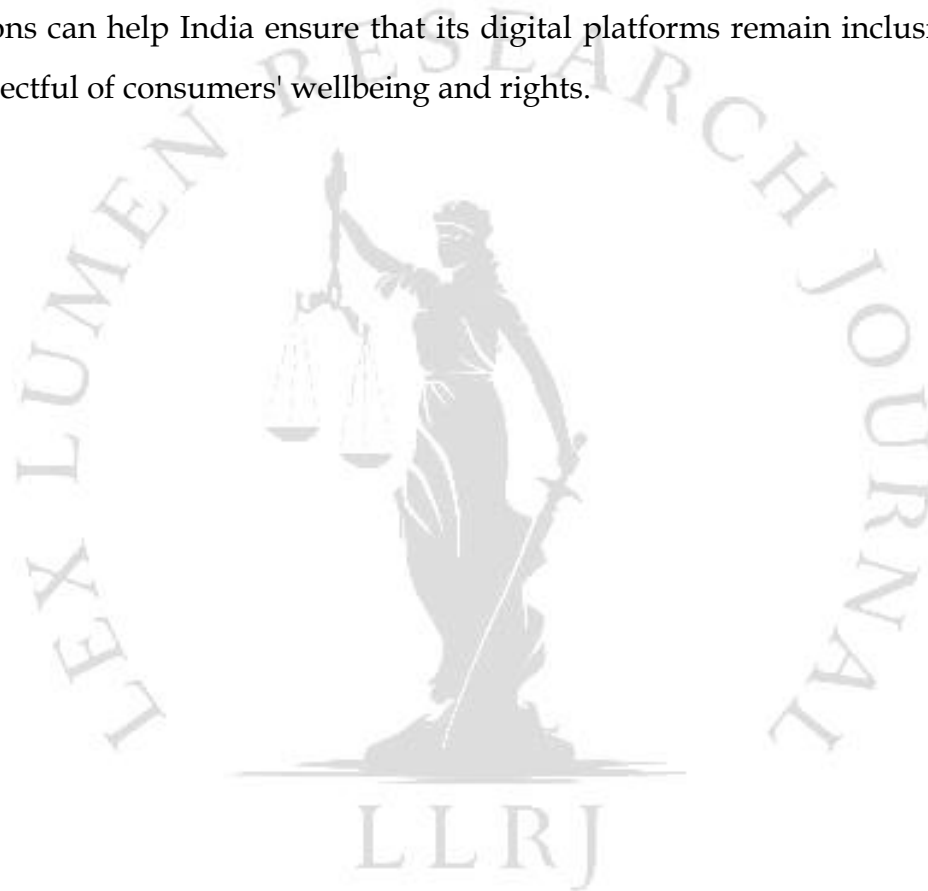 ons can help India ensure that its digital platforms remain inclusi
ectful of consumers' wellbeing and rights.
LEX LUMEN RESEARCH JOURNAL
LLRJ